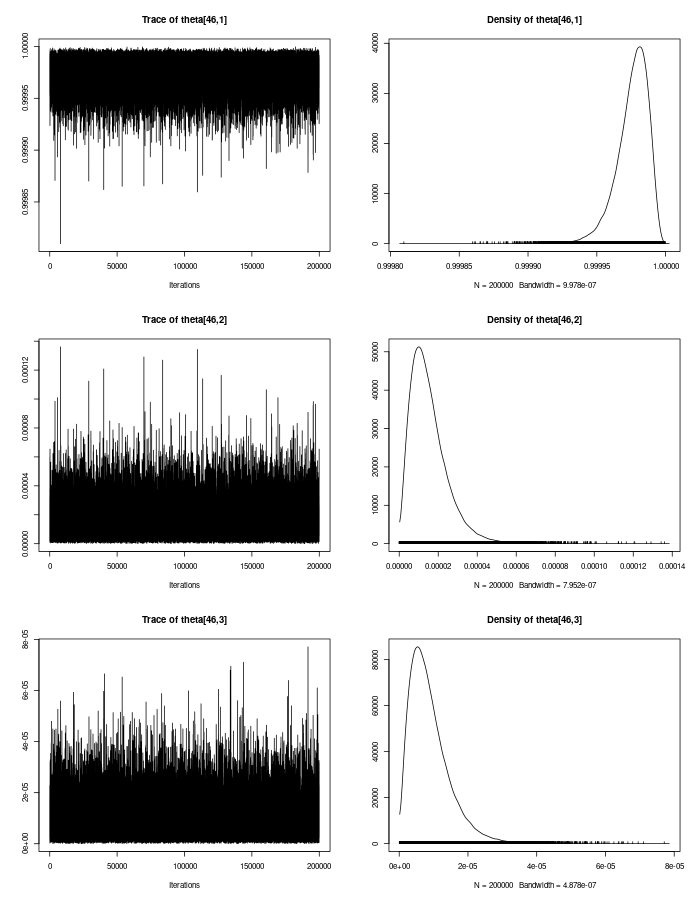 Trace of theta[46,1]
Density of theta[46,1]
1.00000
0.99995
0.99990
0.99985
0 50000 100000 150000 200000
Iterations
40000
30000
20000
10000
0
0.99980 0.99985 0.99990 0.99995 1.00000
N = 200000 Bandwidth = 9.978e-07
Trace of theta[46,2]
Density of theta[46,2]
0.00012
0.00008
0.00004
0.00000
0 50000 100000 150000 200000
Iterations
50000
40000
30000
20000
10000
0
0.00000 0.00002 0.00004 0.00006 0.00008 0.00010 0.00012 0.00014
N = 200000 Bandwidth = 7.952e-07
Trace of theta[46,3]
Density of theta[46,3]
8e-05
6e-05
4e-05
2e-05
0e+00
0 50000 100000 150000 200000
Iterations
80000
60000
40000
20000
0
0e+00 2e-05 4e-05 6e-05 8e-05
N = 200000 Bandwidth = 4.878e-07